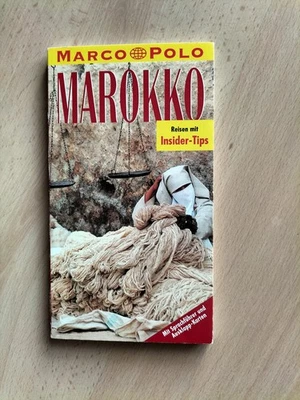 MARCO POLO
MAROKKO
Reisen mit
Insider-Tips
Mit Sprachführer und
Ausklapp-Karten